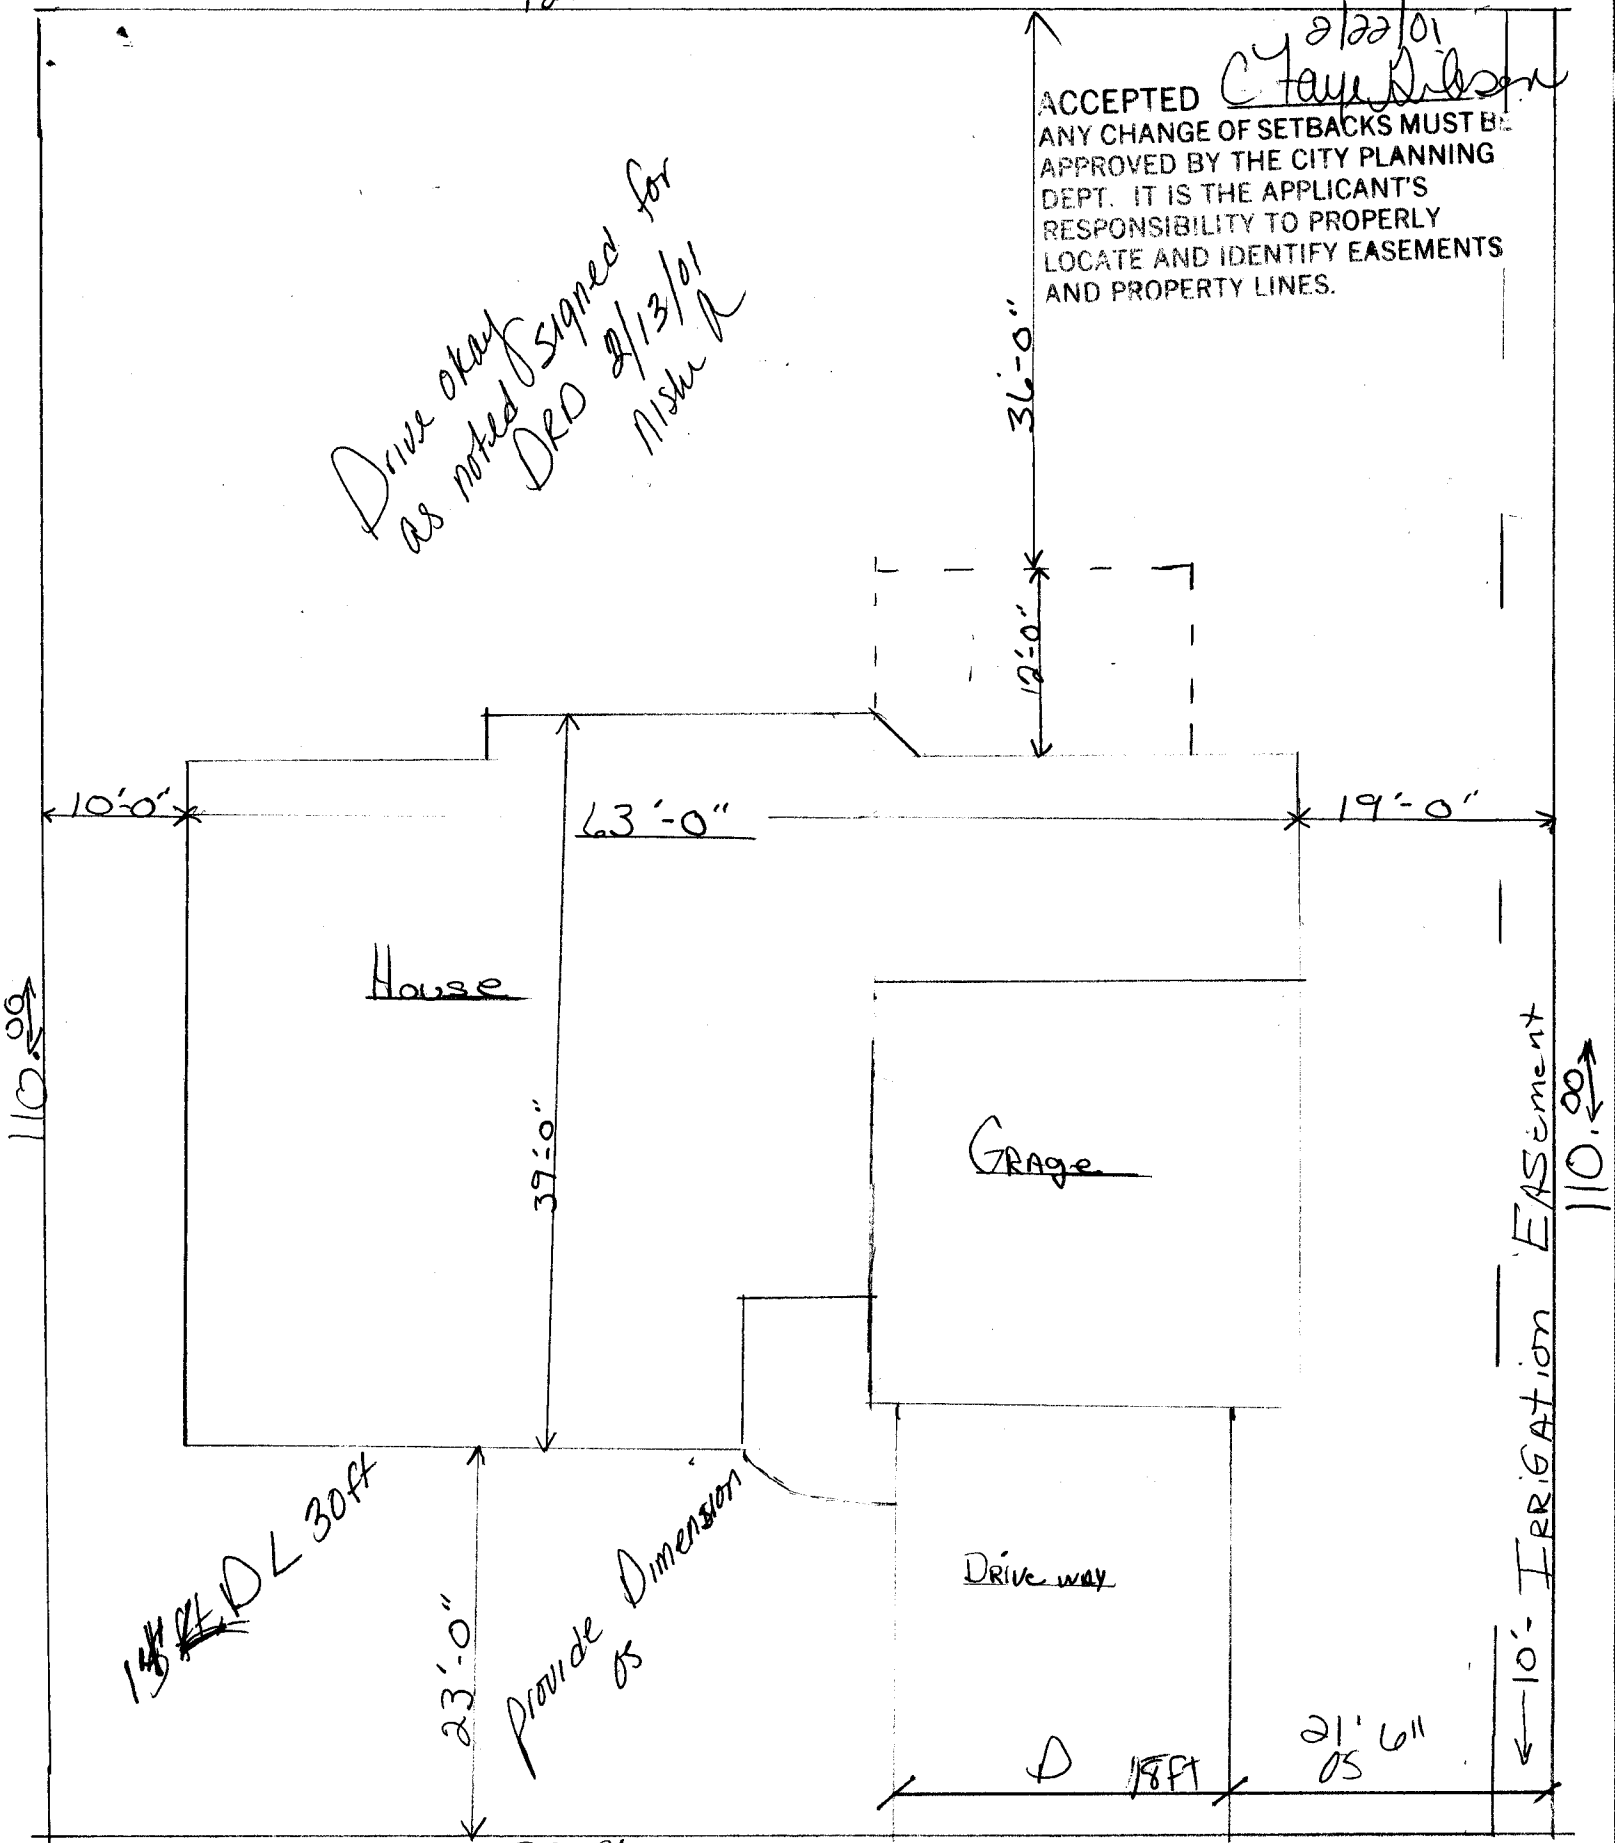 2/22/01
ACCEPTED C Faye Gibson
ANY CHANGE OF SETBACKS MUST BE
APPROVED BY THE CITY PLANNING
DEPT. IT IS THE APPLICANT'S
RESPONSIBILITY TO PROPERLY
LOCATE AND IDENTIFY EASEMENTS
AND PROPERTY LINES.
Drive okay
as noted signed for
DRD 2/13/01
36'-0"
12'-0"
10'-0"
63'-0"
19'-0"
House
39'-0"
GRAge
110.00
110.00
10'- IRRIGATion EASement
D L 30ft
23'-0"
provide Dimension
DRiVe way
D 18Ft
21' 6"